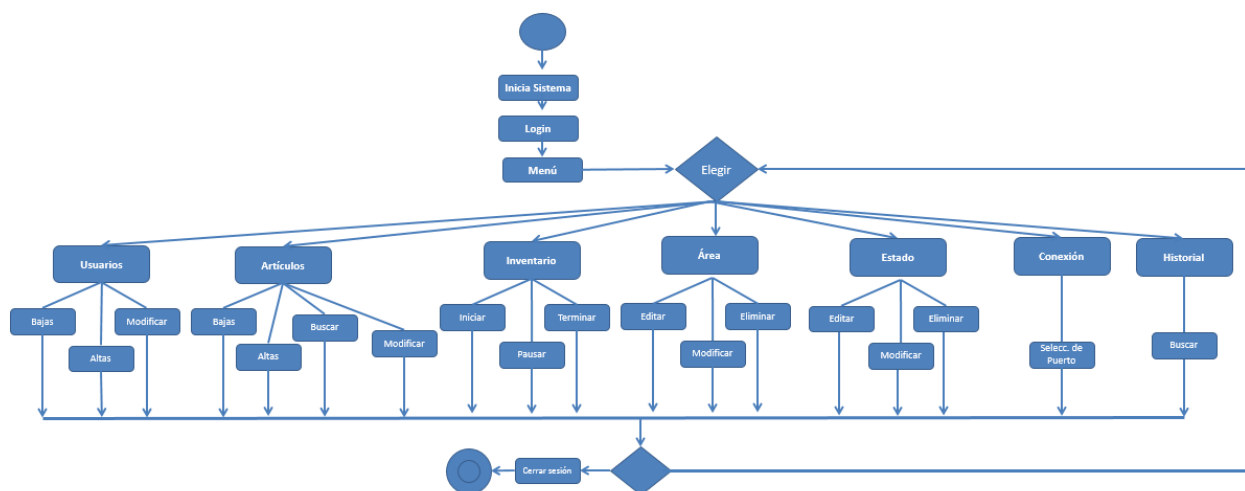 Inicia Sistema
Login
Menú
Elegir
Usuarios
Artículos
Inventario
Área
Estado
Conexión
Historial
Bajas
Modificar
Altas
Bajas
Buscar
Altas
Modificar
Iniciar
Terminar
Pausar
Editar
Eliminar
Modificar
Editar
Eliminar
Modificar
Selecc. de
Puerto
Buscar
Cerrar sesión